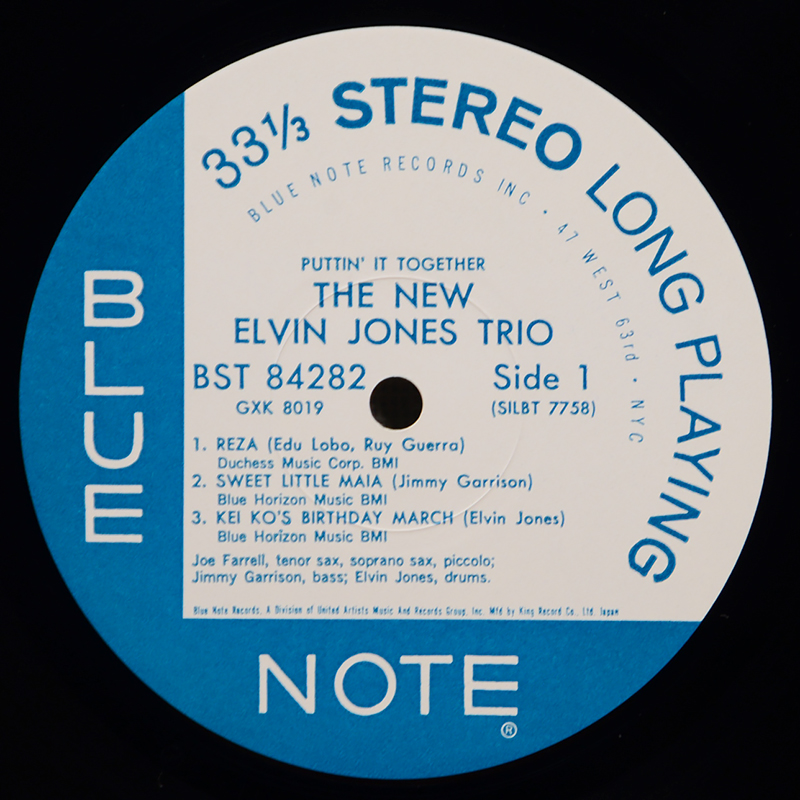 33⅓ STEREO LONG PLAYING
BLUE NOTE RECORDS INC • 47 WEST 63rd • NYC
PUTTIN' IT TOGETHER
THE NEW
ELVIN JONES TRIO
BST 84282 Side 1
GXK 8019 (SILBT 7758)
1. REZA (Edu Lobo, Ruy Guerra)
Duchess Music Corp. BMI
2. SWEET LITTLE MAIA (Jimmy Garrison)
Blue Horizon Music BMI
3. KEI KO'S BIRTHDAY MARCH (Elvin Jones)
Blue Horizon Music BMI
Joe Farrell, tenor sax, soprano sax, piccolo;
Jimmy Garrison, bass; Elvin Jones, drums.
Blue Note Records, A Division of United Artists Music And Records Group, Inc. Mfd by King Record Co., Ltd. Japan
BLUE
NOTE
®